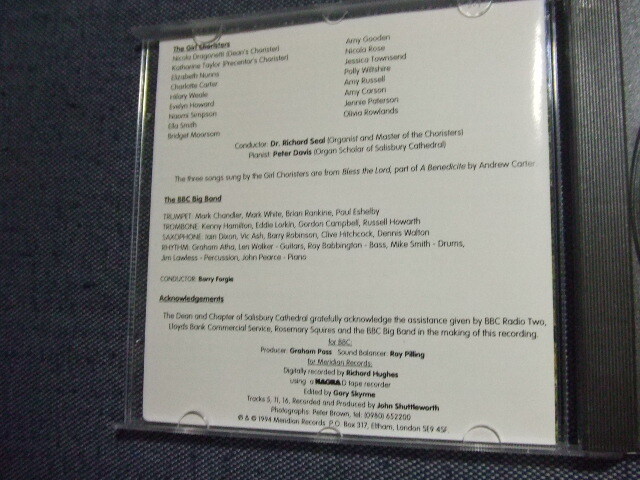 The Girl Choristers
Nicola Dragonetti (Dean's Chorister)
Katharine Taylor (Precentor's Chorister)
Elizabeth Nunns
Charlotte Carter
Hilary Weale
Evelyn Howard
Naomi Simpson
Ella Smith
Bridget Moorsom
Amy Gooden
Nicola Rose
Jessica Townsend
Polly Wiltshire
Amy Russell
Amy Carson
Jennie Paterson
Olivia Rowlands
Conductor: Dr. Richard Seal (Organist and Master of the Choristers)
Pianist: Peter Davis (Organ Scholar of Salisbury Cathedral)
The three songs sung by the Girl Choristers are from Bless the Lord, part of A Benedicite by Andrew Carter
The BBC Big Band
TRUMPET: Mark Chandler, Mark White, Brian Rankine, Paul Eshelby
TROMBONE: Kenny Hamilton, Eddie Lorkin, Gordon Campbell, Russell Howarth
SAXOPHONE: Iain Dixon, Vic Ash, Barry Robinson, Clive Hitchcock, Dennis Walton
RHYTHM: Graham Atha, Len Walker - Guitars, Roy Babbington - Bass, Mike Smith - Drums,
Jim Lawless - Percussion, John Pearce - Piano
CONDUCTOR: Barry Forgie
Acknowledgements
The Dean and Chapter of Salisbury Cathedral gratefully acknowledge the assistance given by BBC Radio Two,
Lloyds Bank Commercial Service, Rosemary Squires and the BBC Big Band in the making of this recording.
for BBC:
Producer: Graham Pass Sound Balancer: Roy Pilling
for Meridian Records:
Digitally recorded by Richard Hughes
using a NAGRA D tape recorder
Edited by Gary Skyrme
Tracks 5, 11, 16, Recorded and Produced by John Shuttleworth
Photographs: Peter Brown, tel: (0980) 652200
℗ & © 1994 Meridian Records P.O. Box 317, Eltham, London SE9 4SF.